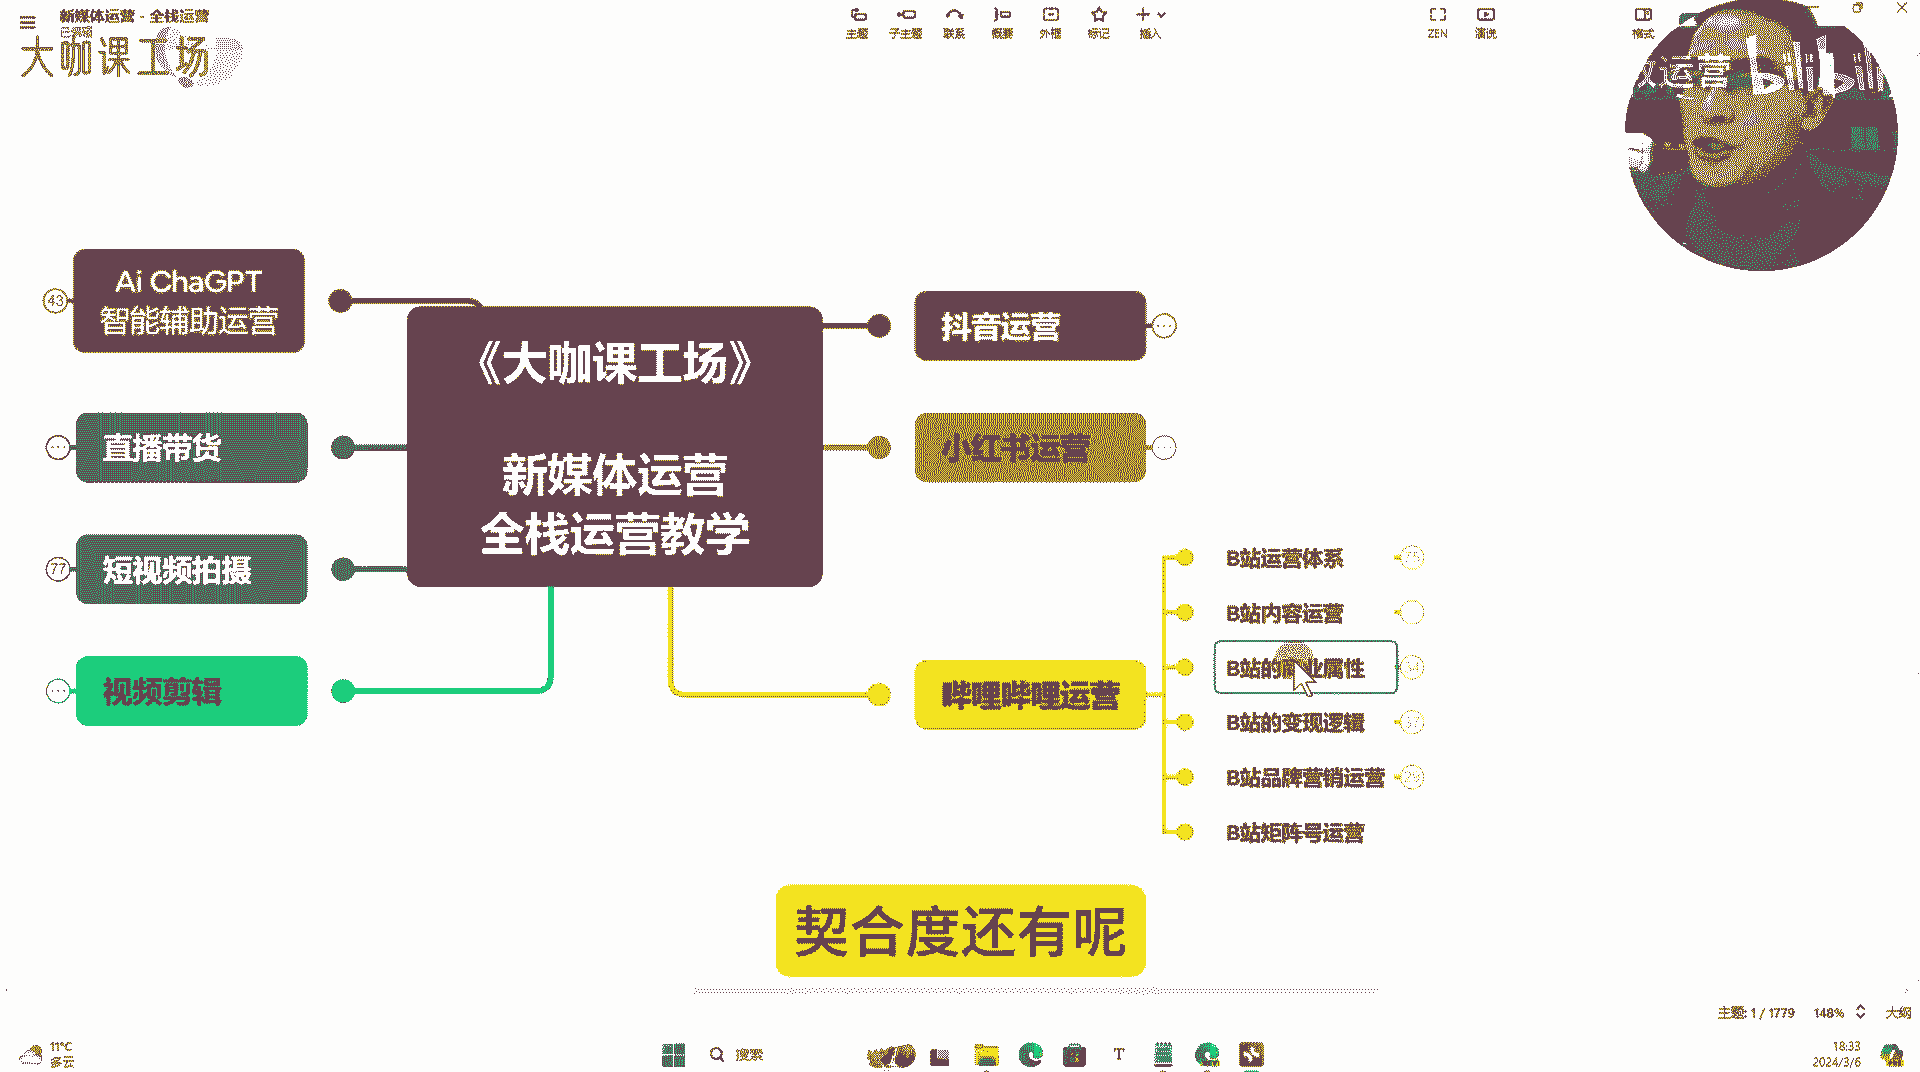 新媒体运营 - 全栈运营
大咖课工场
主题
子主题
联系
概要
外框
标记
插入
ZEN
演说
格式
运营 bilibili
43
Ai ChaGPT
智能辅助运营
直播带货
77
短视频拍摄
视频剪辑
《大咖课工场》
新媒体运营
全栈运营教学
抖音运营
小红书运营
哔哩哔哩运营
B站运营体系
B站内容运营
B站的商业属性
B站的变现逻辑
B站品牌营销运营
29
B站矩阵号运营
契合度还有呢
主题: 1 / 1779
148%
大纲
11°C
多云
搜索
18:33
2024/3/6